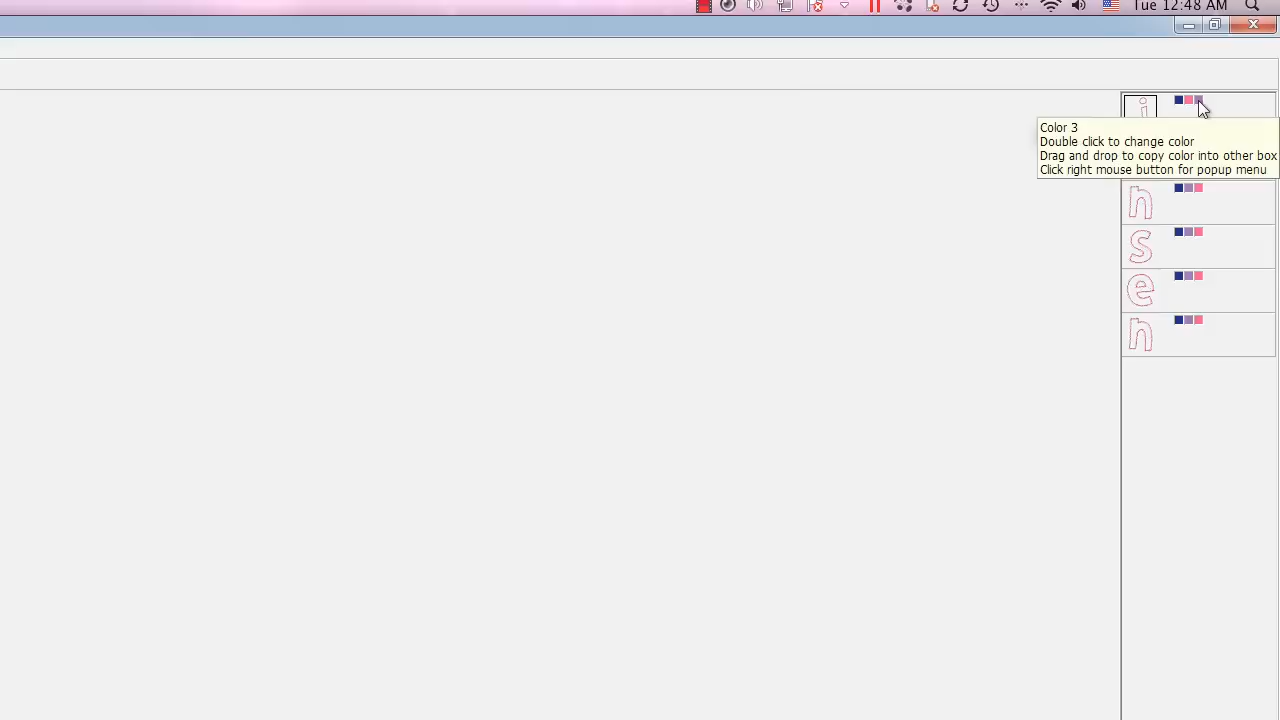 Tue 12:48 AM
i
Color 3
Double click to change color
Drag and drop to copy color into other box
Click right mouse button for popup menu
n
s
e
n